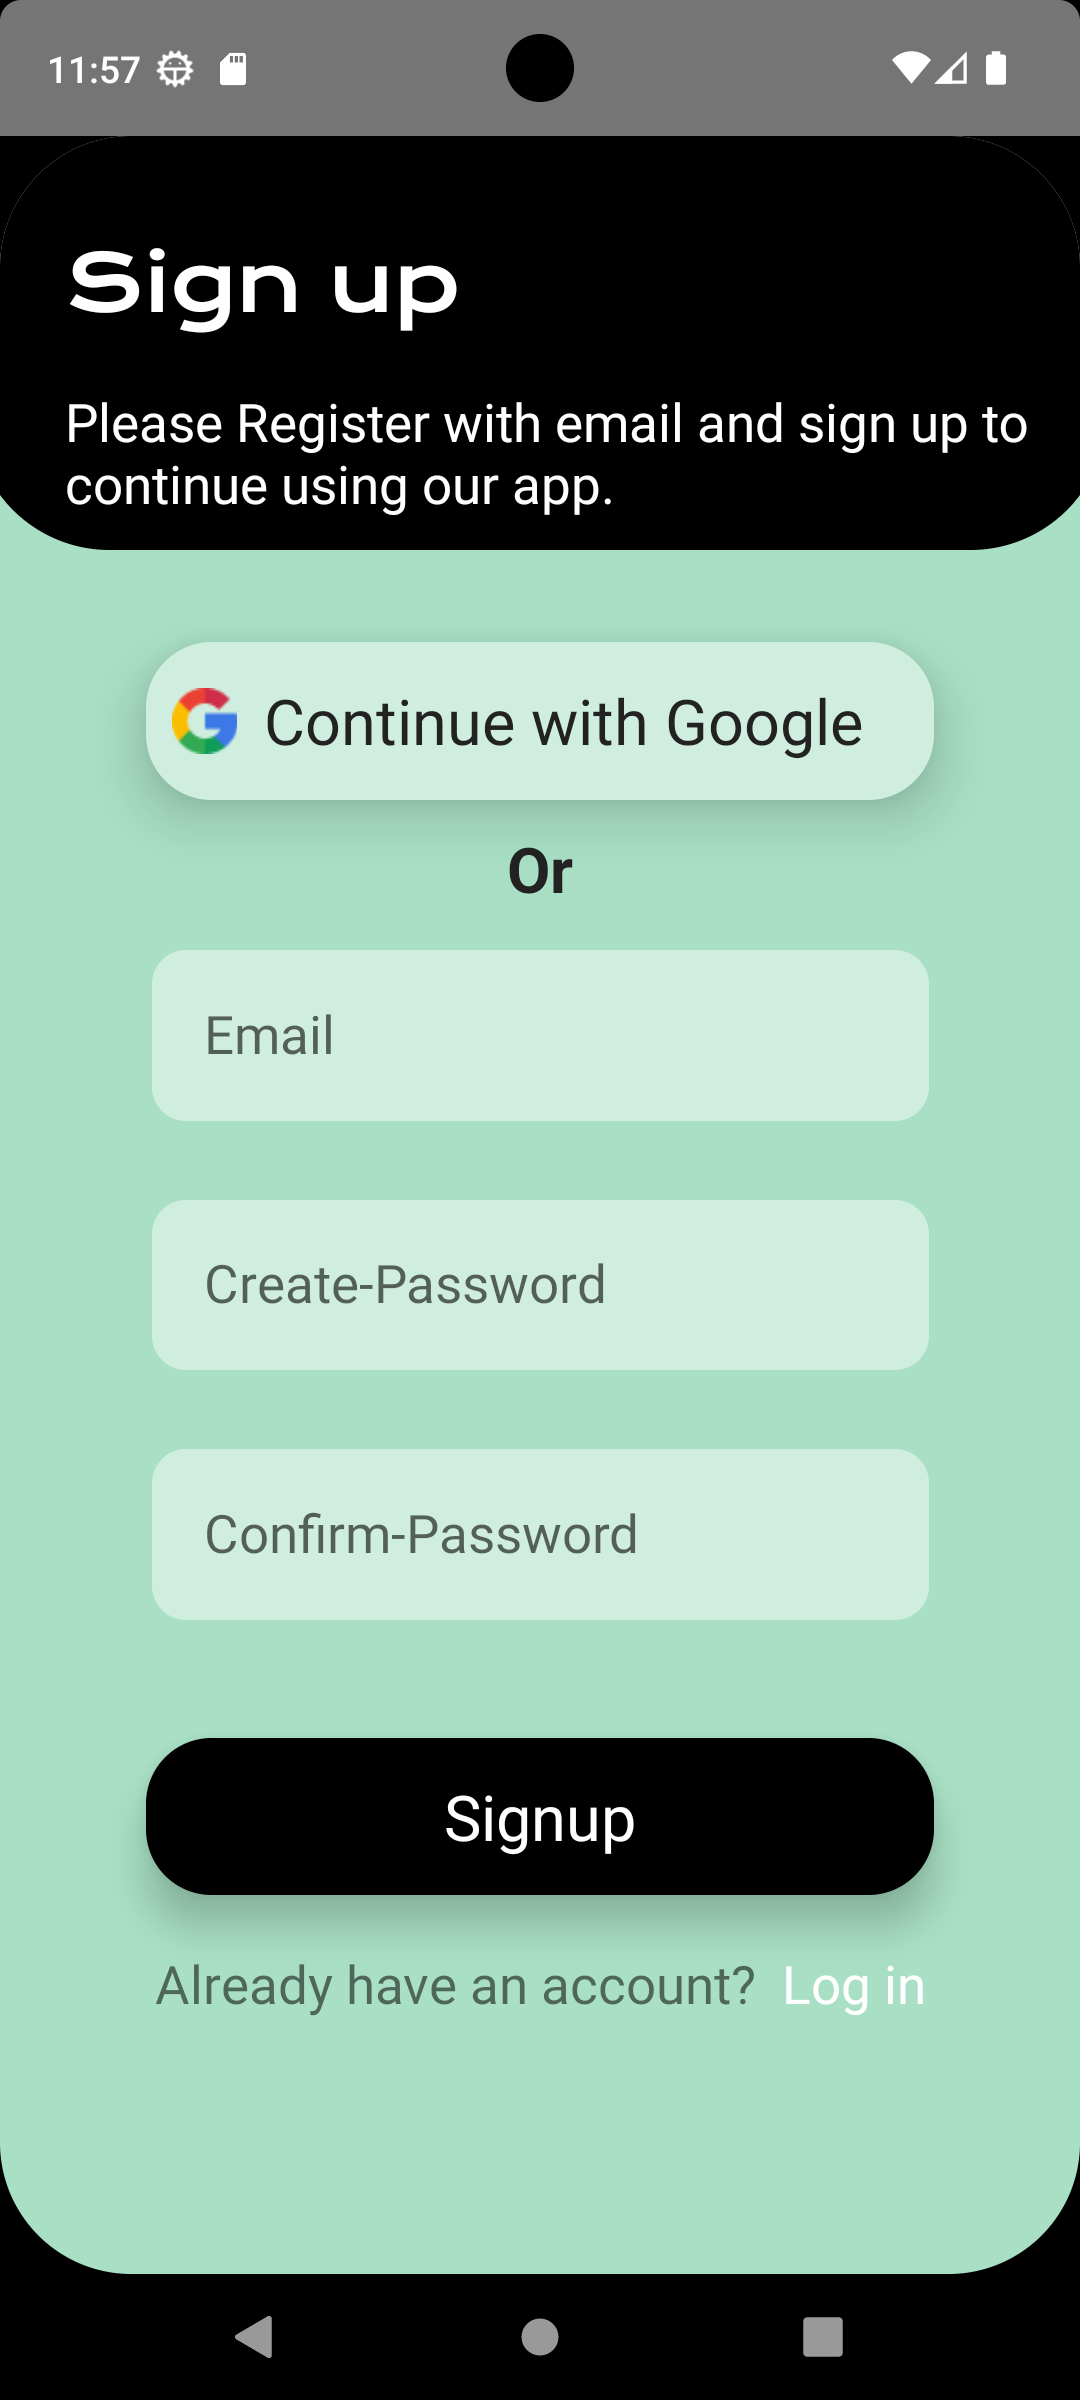 11:57
Sign up
Please Register with email and sign up to
continue using our app.
Continue with Google
Or
Email
Create-Password
Confirm-Password
Signup
Already have an account? Log in